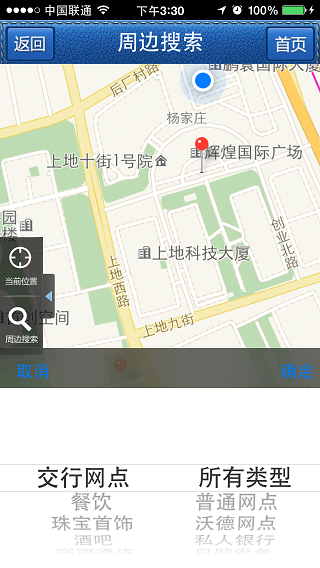 中国联通 下午3:30 100%
返回 周边搜索 首页
鹏寰国际大厦
后厂村路
杨家庄
辉煌国际广场
上地十街1号院
创业北路
上地科技大厦
上地西路
当前位置
空间
周边搜索
上地九街
取消 确定
交行网点 所有类型
餐饮 普通网点
珠宝首饰 沃德网点
酒吧 私人银行